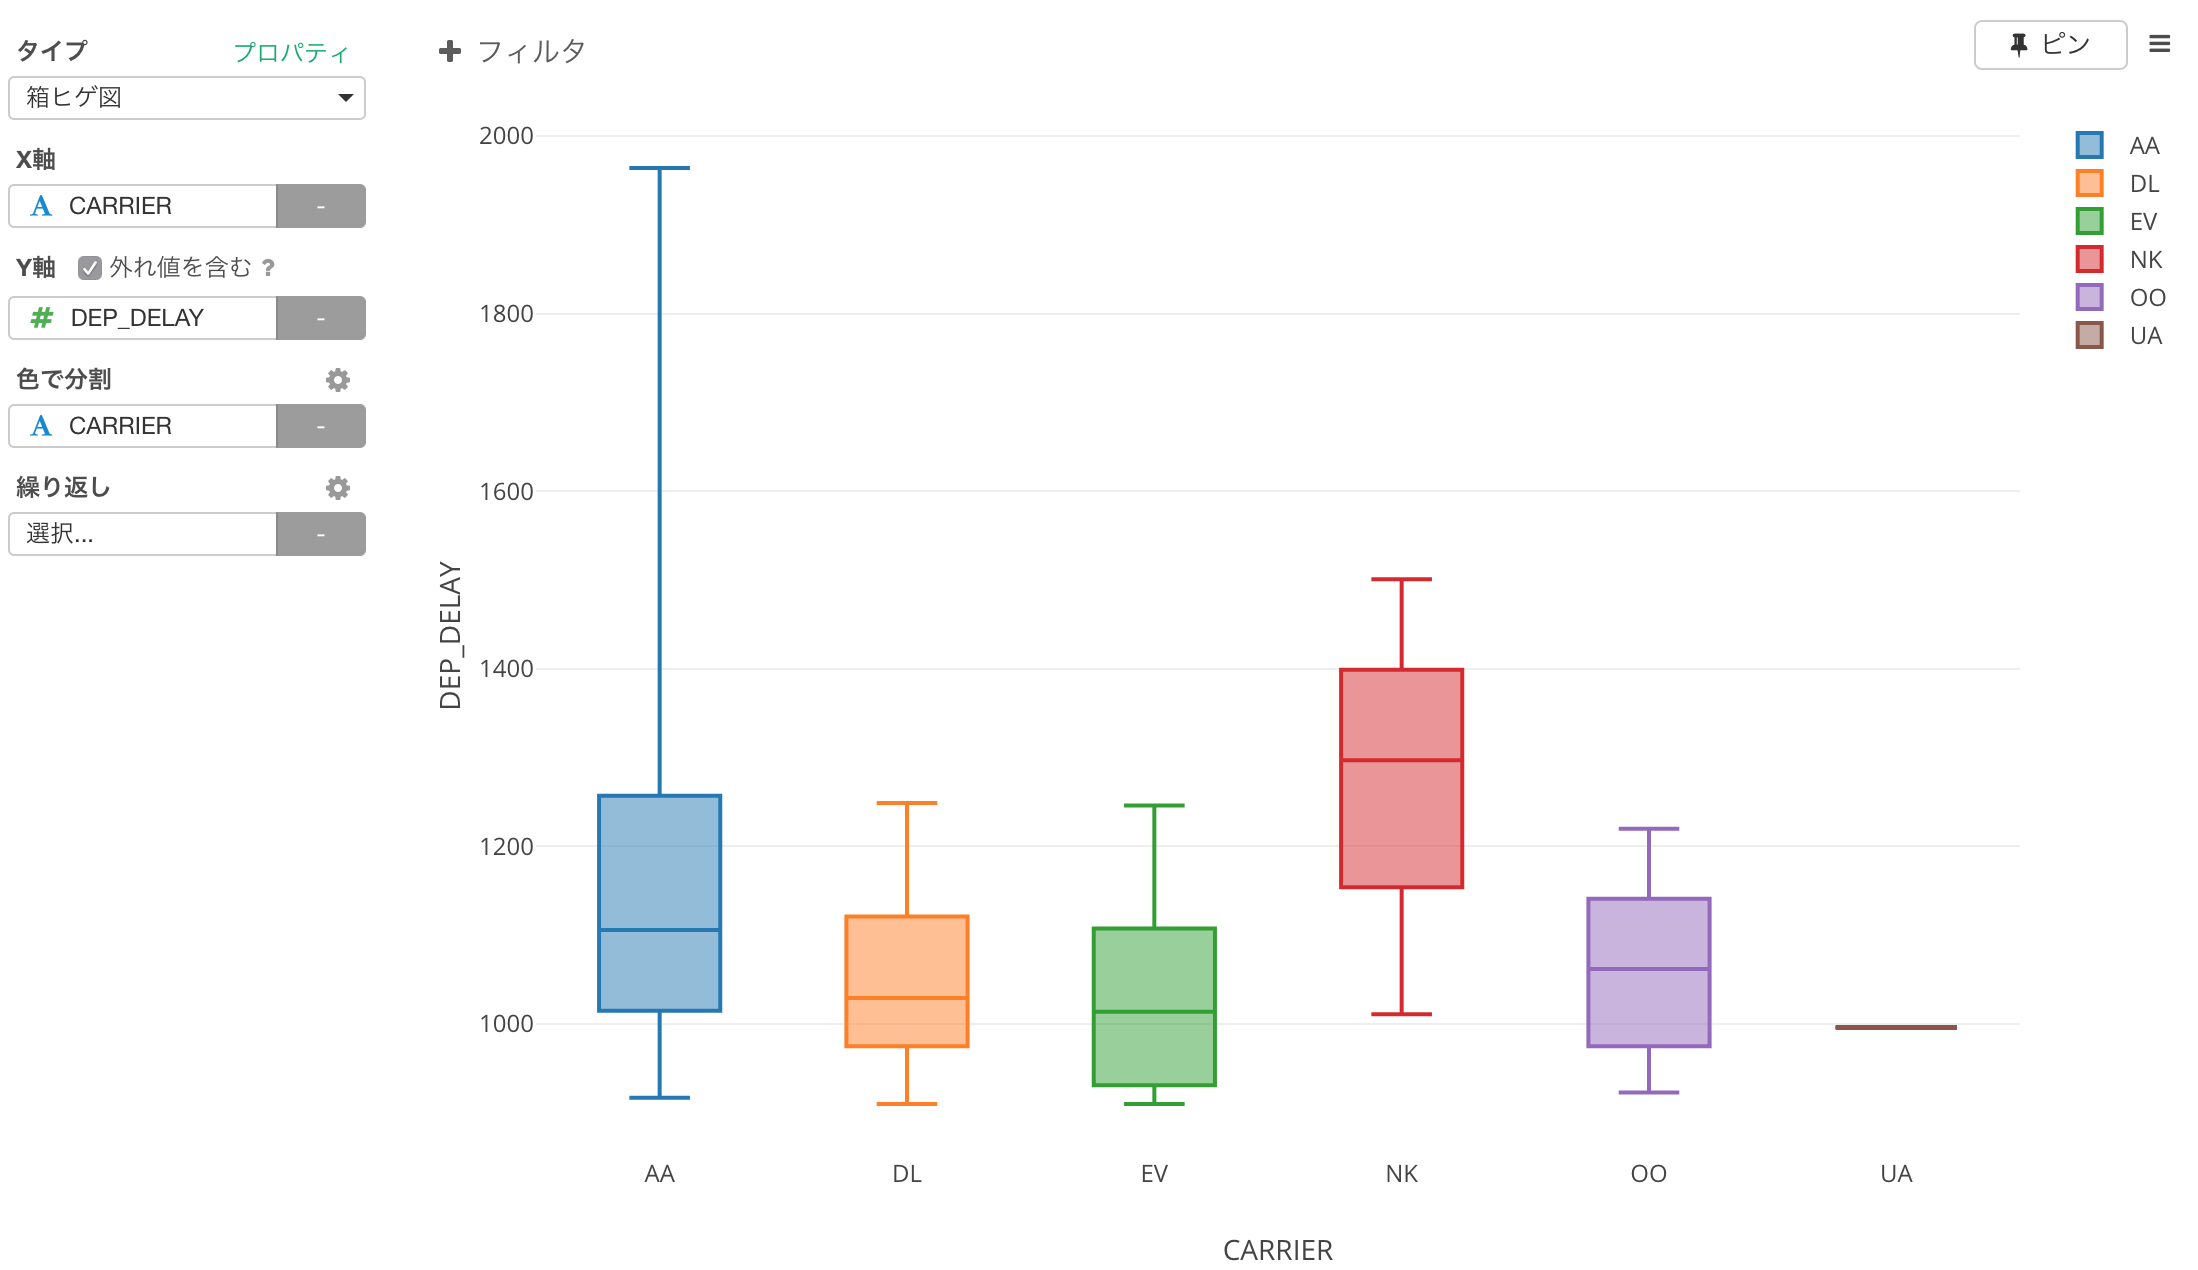 タイプ プロパティ
箱ヒゲ図
X軸
A CARRIER -
Y軸 外れ値を含む ?
# DEP_DELAY -
色で分割
A CARRIER -
繰り返し
選択... -
フィルタ
ピン
2000
1800
1600
1400
1200
1000
DEP_DELAY
AA DL EV NK OO UA
CARRIER
AA
DL
EV
NK
OO
UA